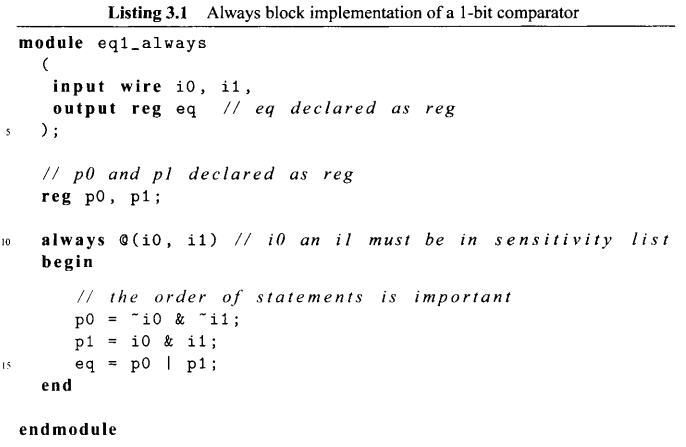 Listing 3.1 Always block implementation of a 1-bit comparator
module eq1_always
(
input wire i0, i1,
output reg eq // eq declared as reg
5 );
// p0 and p1 declared as reg
reg p0, p1;
10 always @(i0, i1) // i0 an i1 must be in sensitivity list
begin
// the order of statements is important
p0 = ~i0 & ~i1;
p1 = i0 & i1;
15 eq = p0 | p1;
end
endmodule